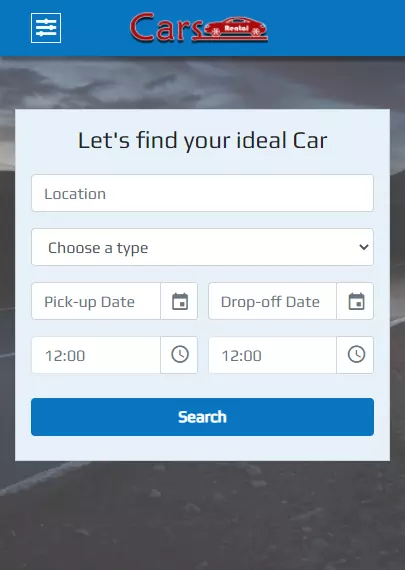 Cars
Rental
Let's find your ideal Car
Location
Choose a type
Pick-up Date
Drop-off Date
12:00
12:00
Search